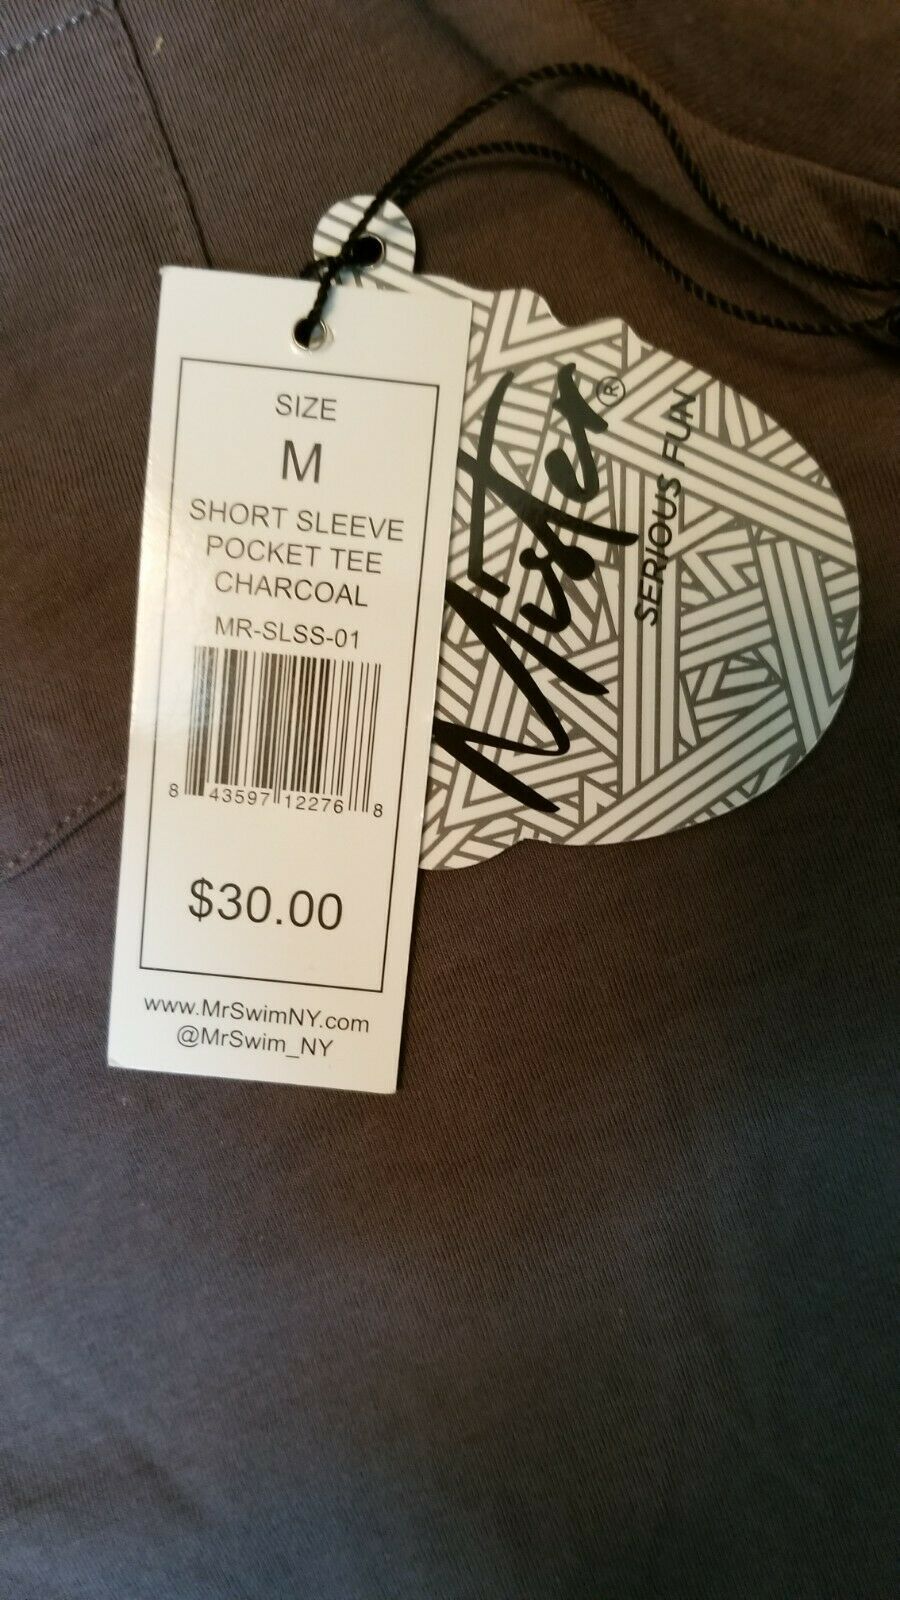 SIZE
M
SHORT SLEEVE
POCKET TEE
CHARCOAL
MR-SLSS-01
8 43597 12276 8
$30.00
www.MrSwimNY.com
@MrSwim_NY
Mister®
SERIOUS FUN